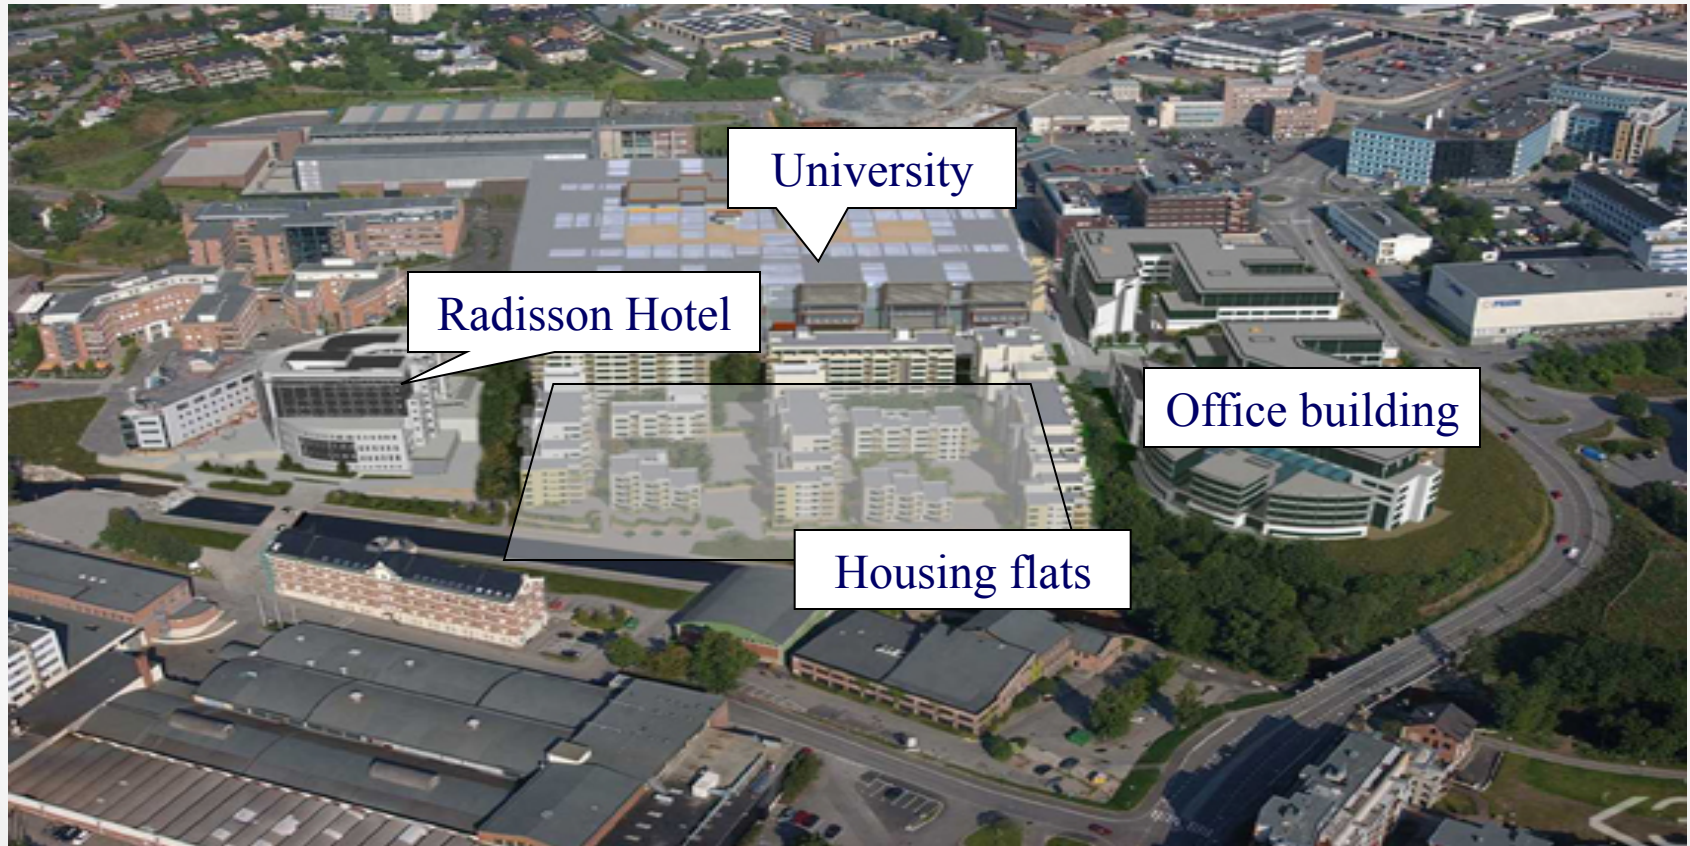 University
Radisson Hotel
Office building
Housing flats